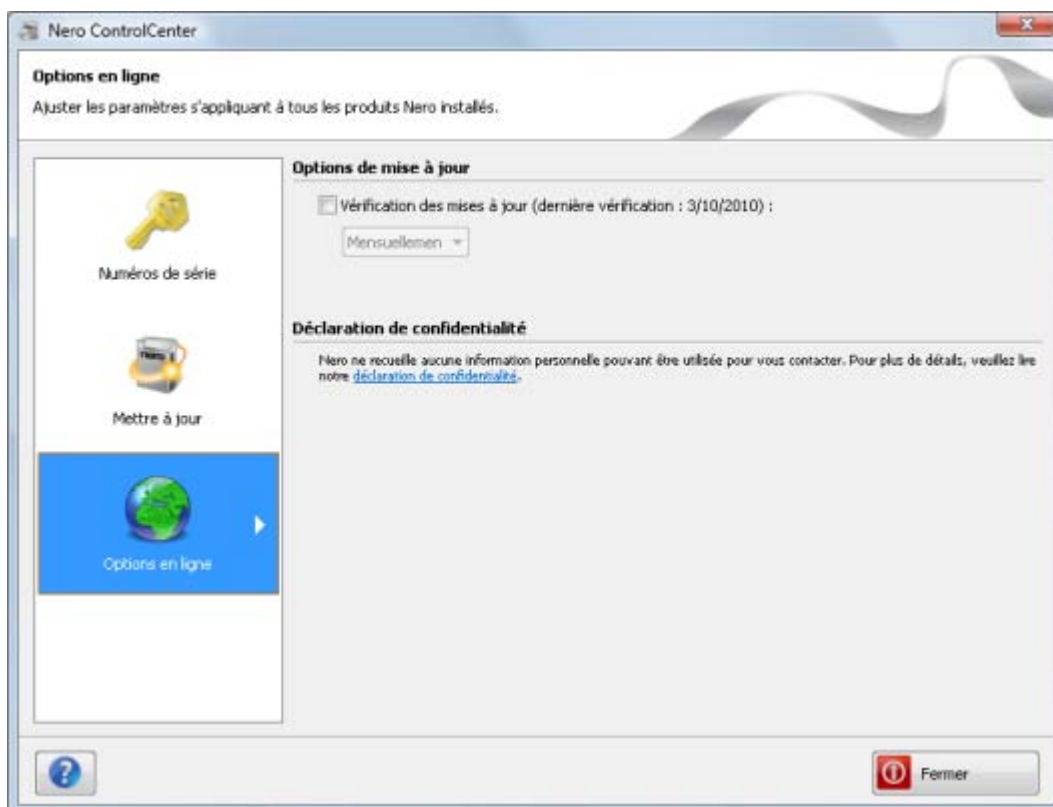 Nero ControlCenter
Options en ligne
Ajuster les paramètres s'appliquant à tous les produits Nero installés.
Numéros de série
Mettre à jour
Options en ligne
Options de mise à jour
Vérification des mises à jour (dernière vérification : 3/10/2010) :
Mensuellemen
Déclaration de confidentialité
Nero ne recueille aucune information personnelle pouvant être utilisée pour vous contacter. Pour plus de détails, veuillez lire
notre déclaration de confidentialité.
Fermer